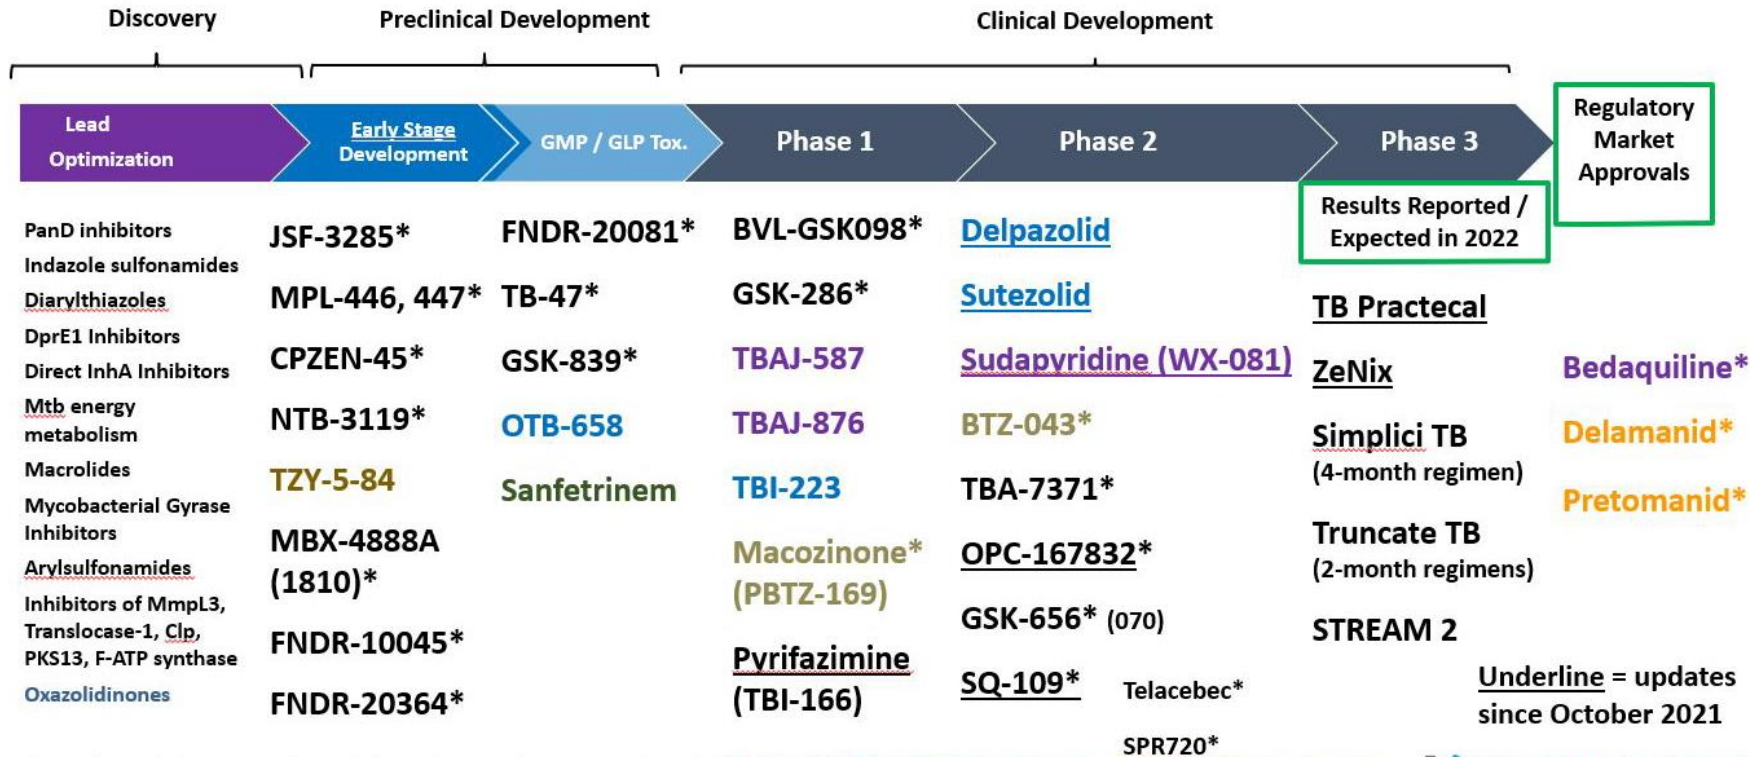 Discovery
Preclinical Development
Clinical Development
Lead
Optimization
Early Stage
Development
GMP / GLP Tox.
Phase 1
Phase 2
Phase 3
Regulatory
Market
Approvals
Results Reported /
Expected in 2022
PanD inhibitors
Indazole sulfonamides
Diarylthiazoles
DprE1 Inhibitors
Direct InhA Inhibitors
Mtb energy
metabolism
Macrolides
Mycobacterial Gyrase
Inhibitors
Arylsulfonamides
Inhibitors of MmpL3,
Translocase-1, Clp,
PKS13, F-ATP synthase
Oxazolidinones
JSF-3285*
MPL-446, 447*
CPZEN-45*
NTB-3119*
TZY-5-84
MBX-4888A
(1810)*
FNDR-10045*
FNDR-20364*
FNDR-20081*
TB-47*
GSK-839*
OTB-658
Sanfetrinem
BVL-GSK098*
GSK-286*
TBAJ-587
TBAJ-876
TBI-223
Macozinone*
(PBTZ-169)
Pyrifazimine
(TBI-166)
Delpazolid
Sutezolid
Sudapyridine (WX-081)
BTZ-043*
TBA-7371*
OPC-167832*
GSK-656* (070)
SQ-109*
Telacebec*
SPR720*
TB Practecal
ZeNix
Simplici TB
(4-month regimen)
Truncate TB
(2-month regimens)
STREAM 2
Bedaquiline*
Delamanid*
Pretomanid*
Underline = updates
since October 2021